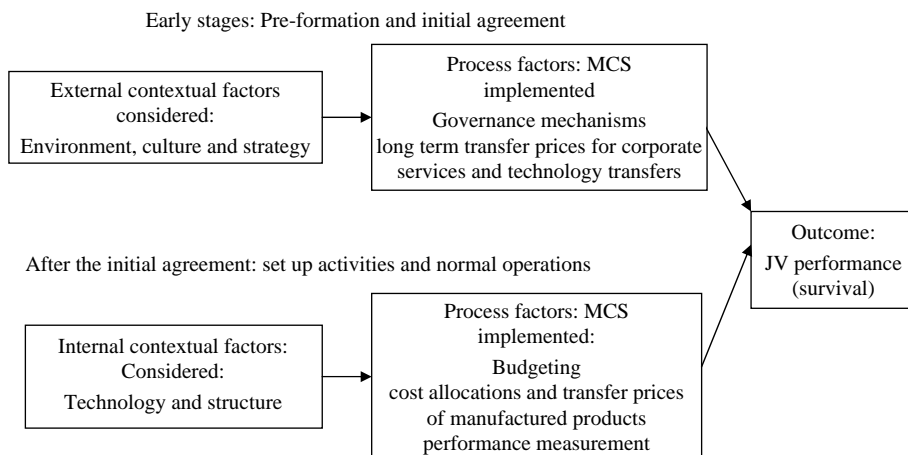 Early stages: Pre-formation and initial agreement
External contextual factors
considered:
Environment, culture and strategy
Process factors: MCS
implemented
Governance mechanisms
long term transfer prices for corporate
services and technology transfers
Outcome:
JV performance
(survival)
After the initial agreement: set up activities and normal operations
Internal contextual factors:
Considered:
Technology and structure
Process factors: MCS
implemented:
Budgeting
cost allocations and transfer prices
of manufactured products
performance measurement